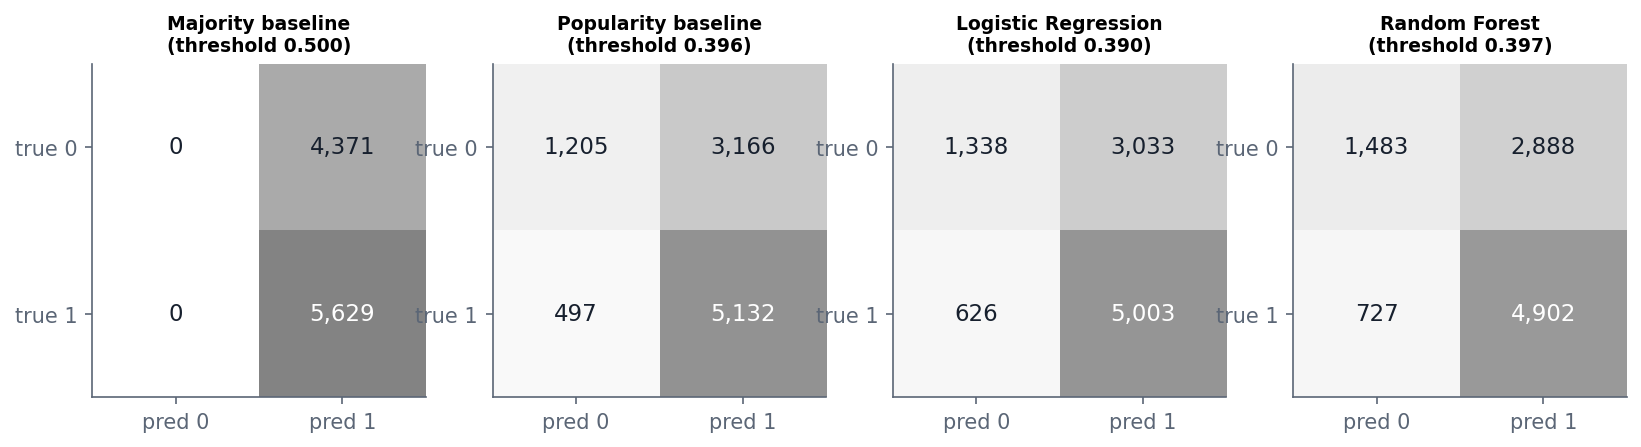 Majority baseline
(threshold 0.500)
true 0
0
4,371
true 1
0
5,629
pred 0
pred 1
Popularity baseline
(threshold 0.396)
true 0
1,205
3,166
true 1
497
5,132
pred 0
pred 1
Logistic Regression
(threshold 0.390)
true 0
1,338
3,033
true 1
626
5,003
pred 0
pred 1
Random Forest
(threshold 0.397)
true 0
1,483
2,888
true 1
727
4,902
pred 0
pred 1